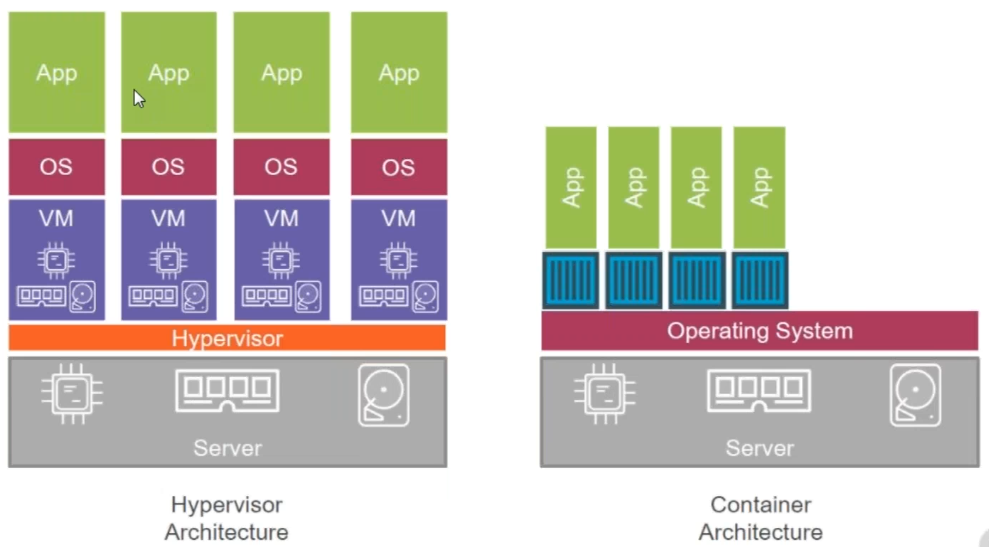 App App App App
OS OS OS OS
VM VM VM VM
Hypervisor
Server
Hypervisor
Architecture
App App App App
Operating System
Server
Container
Architecture